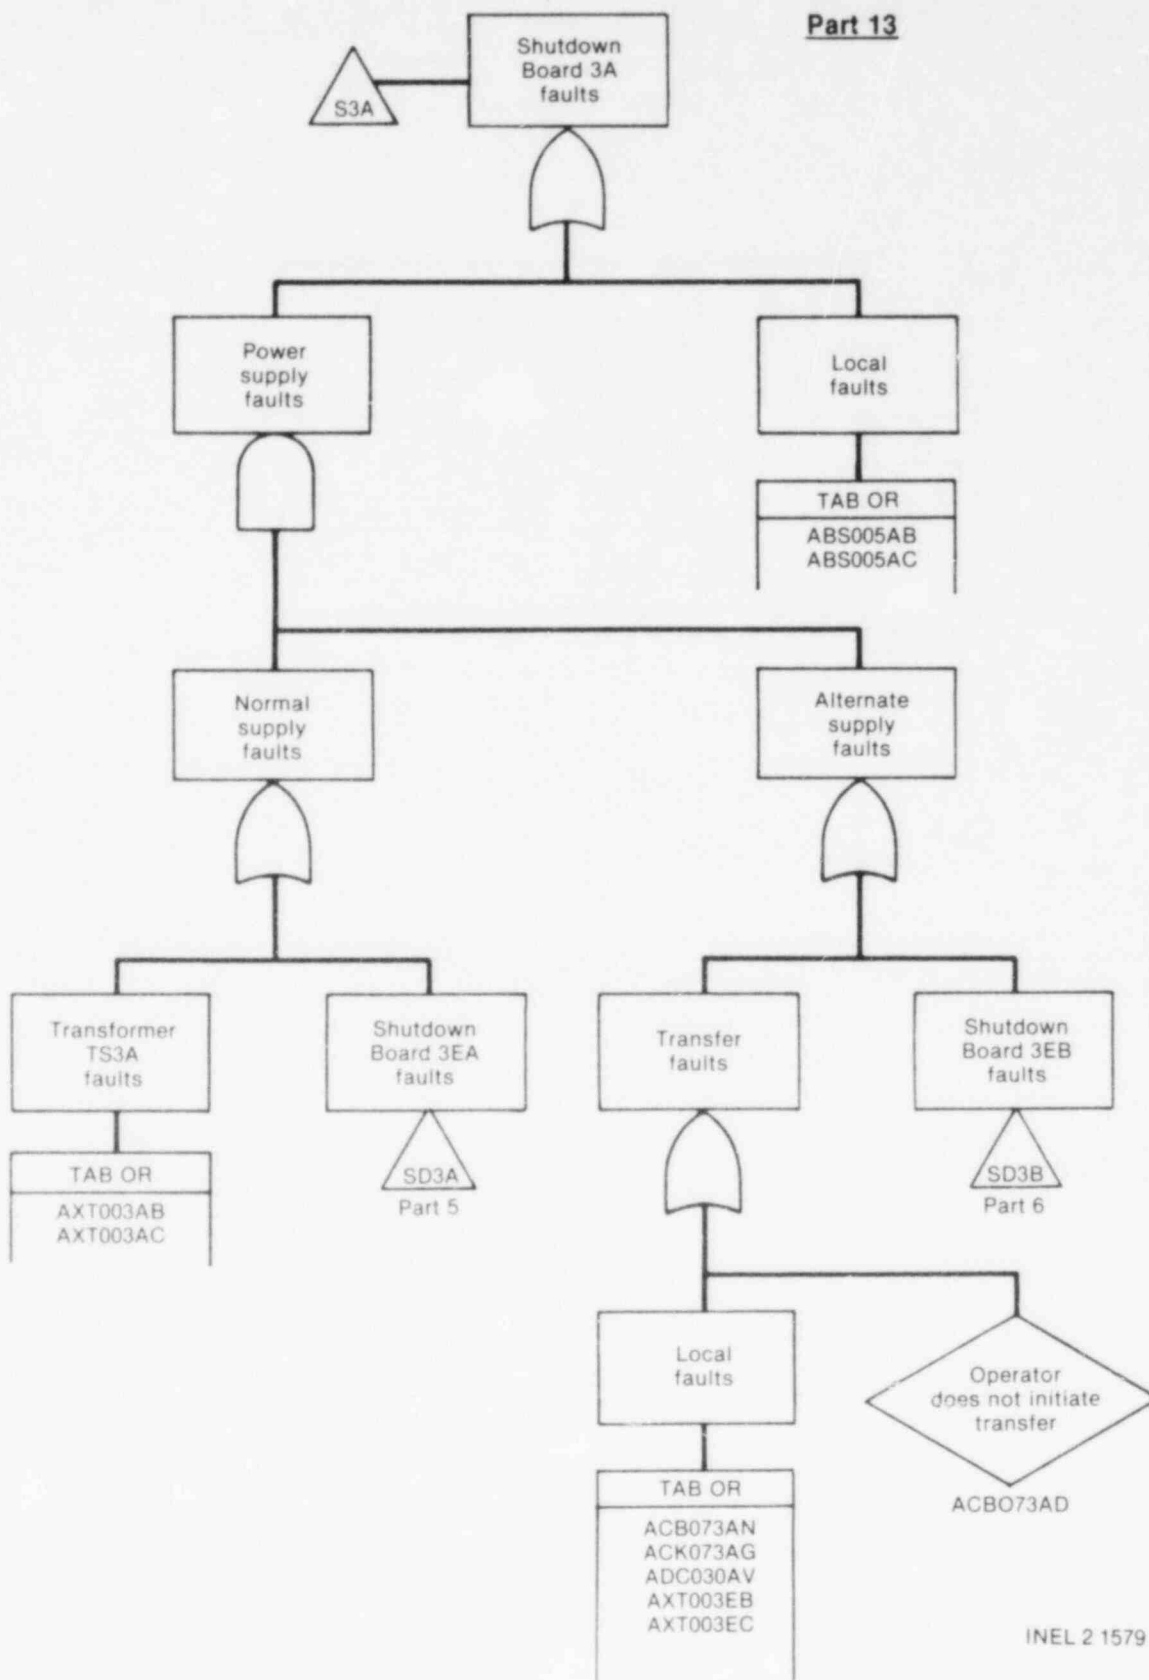 Part 13
Shutdown
Board 3A
faults
S3A
Power
supply
faults
Local
faults
TAB OR
ABS005AB
ABS005AC
Normal
supply
faults
Alternate
supply
faults
Transformer
TS3A
faults
Shutdown
Board 3EA
faults
Transfer
faults
Shutdown
Board 3EB
faults
TAB OR
AXT003AB
AXT003AC
SD3A
Part 5
SD3B
Part 6
Local
faults
Operator
does not initiate
transfer
ACBO73AD
TAB OR
ACB073AN
ACK073AG
ADC030AV
AXT003EB
AXT003EC
INEL 2 1579